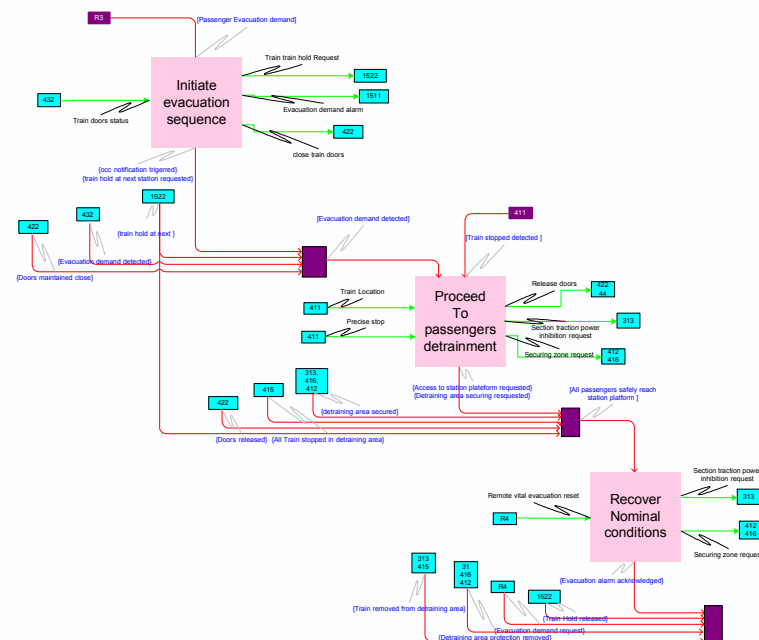 R3
[Passenger Evacuation demand]
Train train hold Request
1522
Initiate
evacuation
sequence
432
1511
Train doors status
Evacuation demand alarm
422
close train doors
{occ notification trigerred}
{train hold at next station requested}
1522
432
422
[Evacuation demand detected]
411
{train hold at next }
[Train stopped detected ]
{Evacuation demand detected}
{Doors maintained close}
Release doors
422
44
Train Location
411
Proceed
To
passengers
detrainment
Precise stop
411
313
Section traction power
inhibition request
Securing zone request
412
416
313,
416,
412
415
422
{Access to station plateform requested}
{Detraining area securing resquested}
[All passengers safely reach
station platform ]
{detraining area secured}
{Doors released}
{All Train stopped in detraining area}
Section traction power
inhibition request
313
Remote vital evacuation reset
R4
Recover
Nominal
conditions
412
416
Securing zone request
313
415
31
416
412
R4
1522
{Evacuation alarm acknowledged}
{Train removed from detraining area}
{Train Hold released}
{Evacuation demand request}
{Detraining area protection removed}